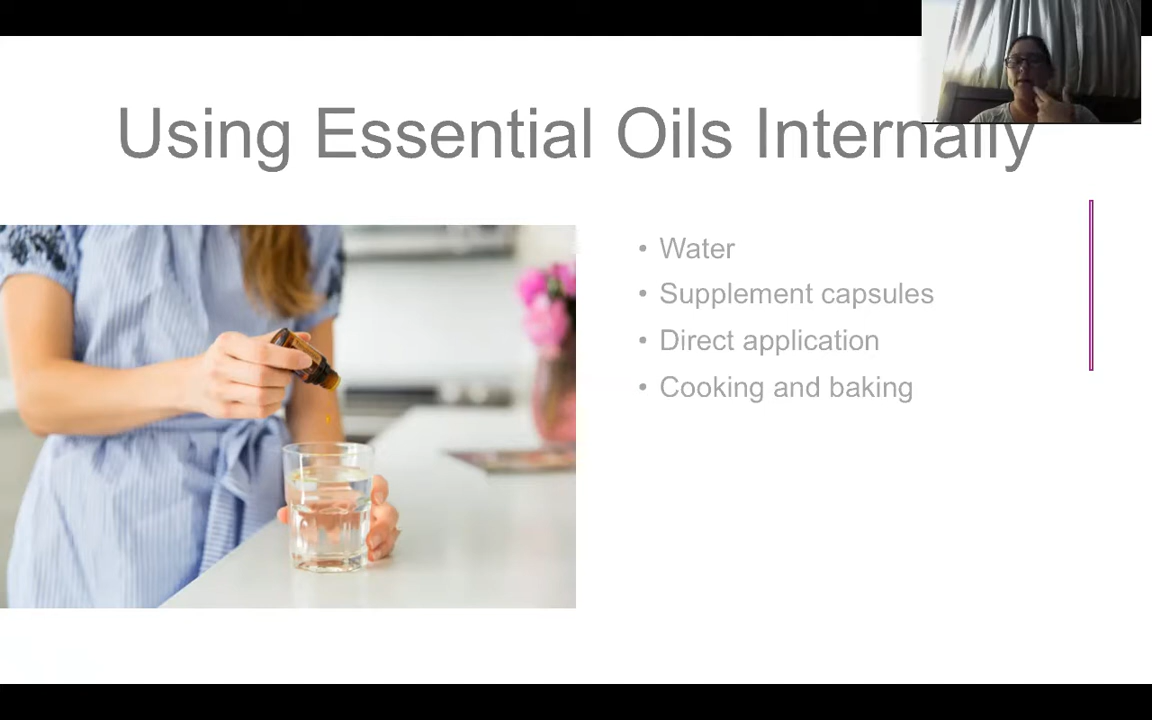 Using Essential Oils Internally
• Water
• Supplement capsules
• Direct application
• Cooking and baking